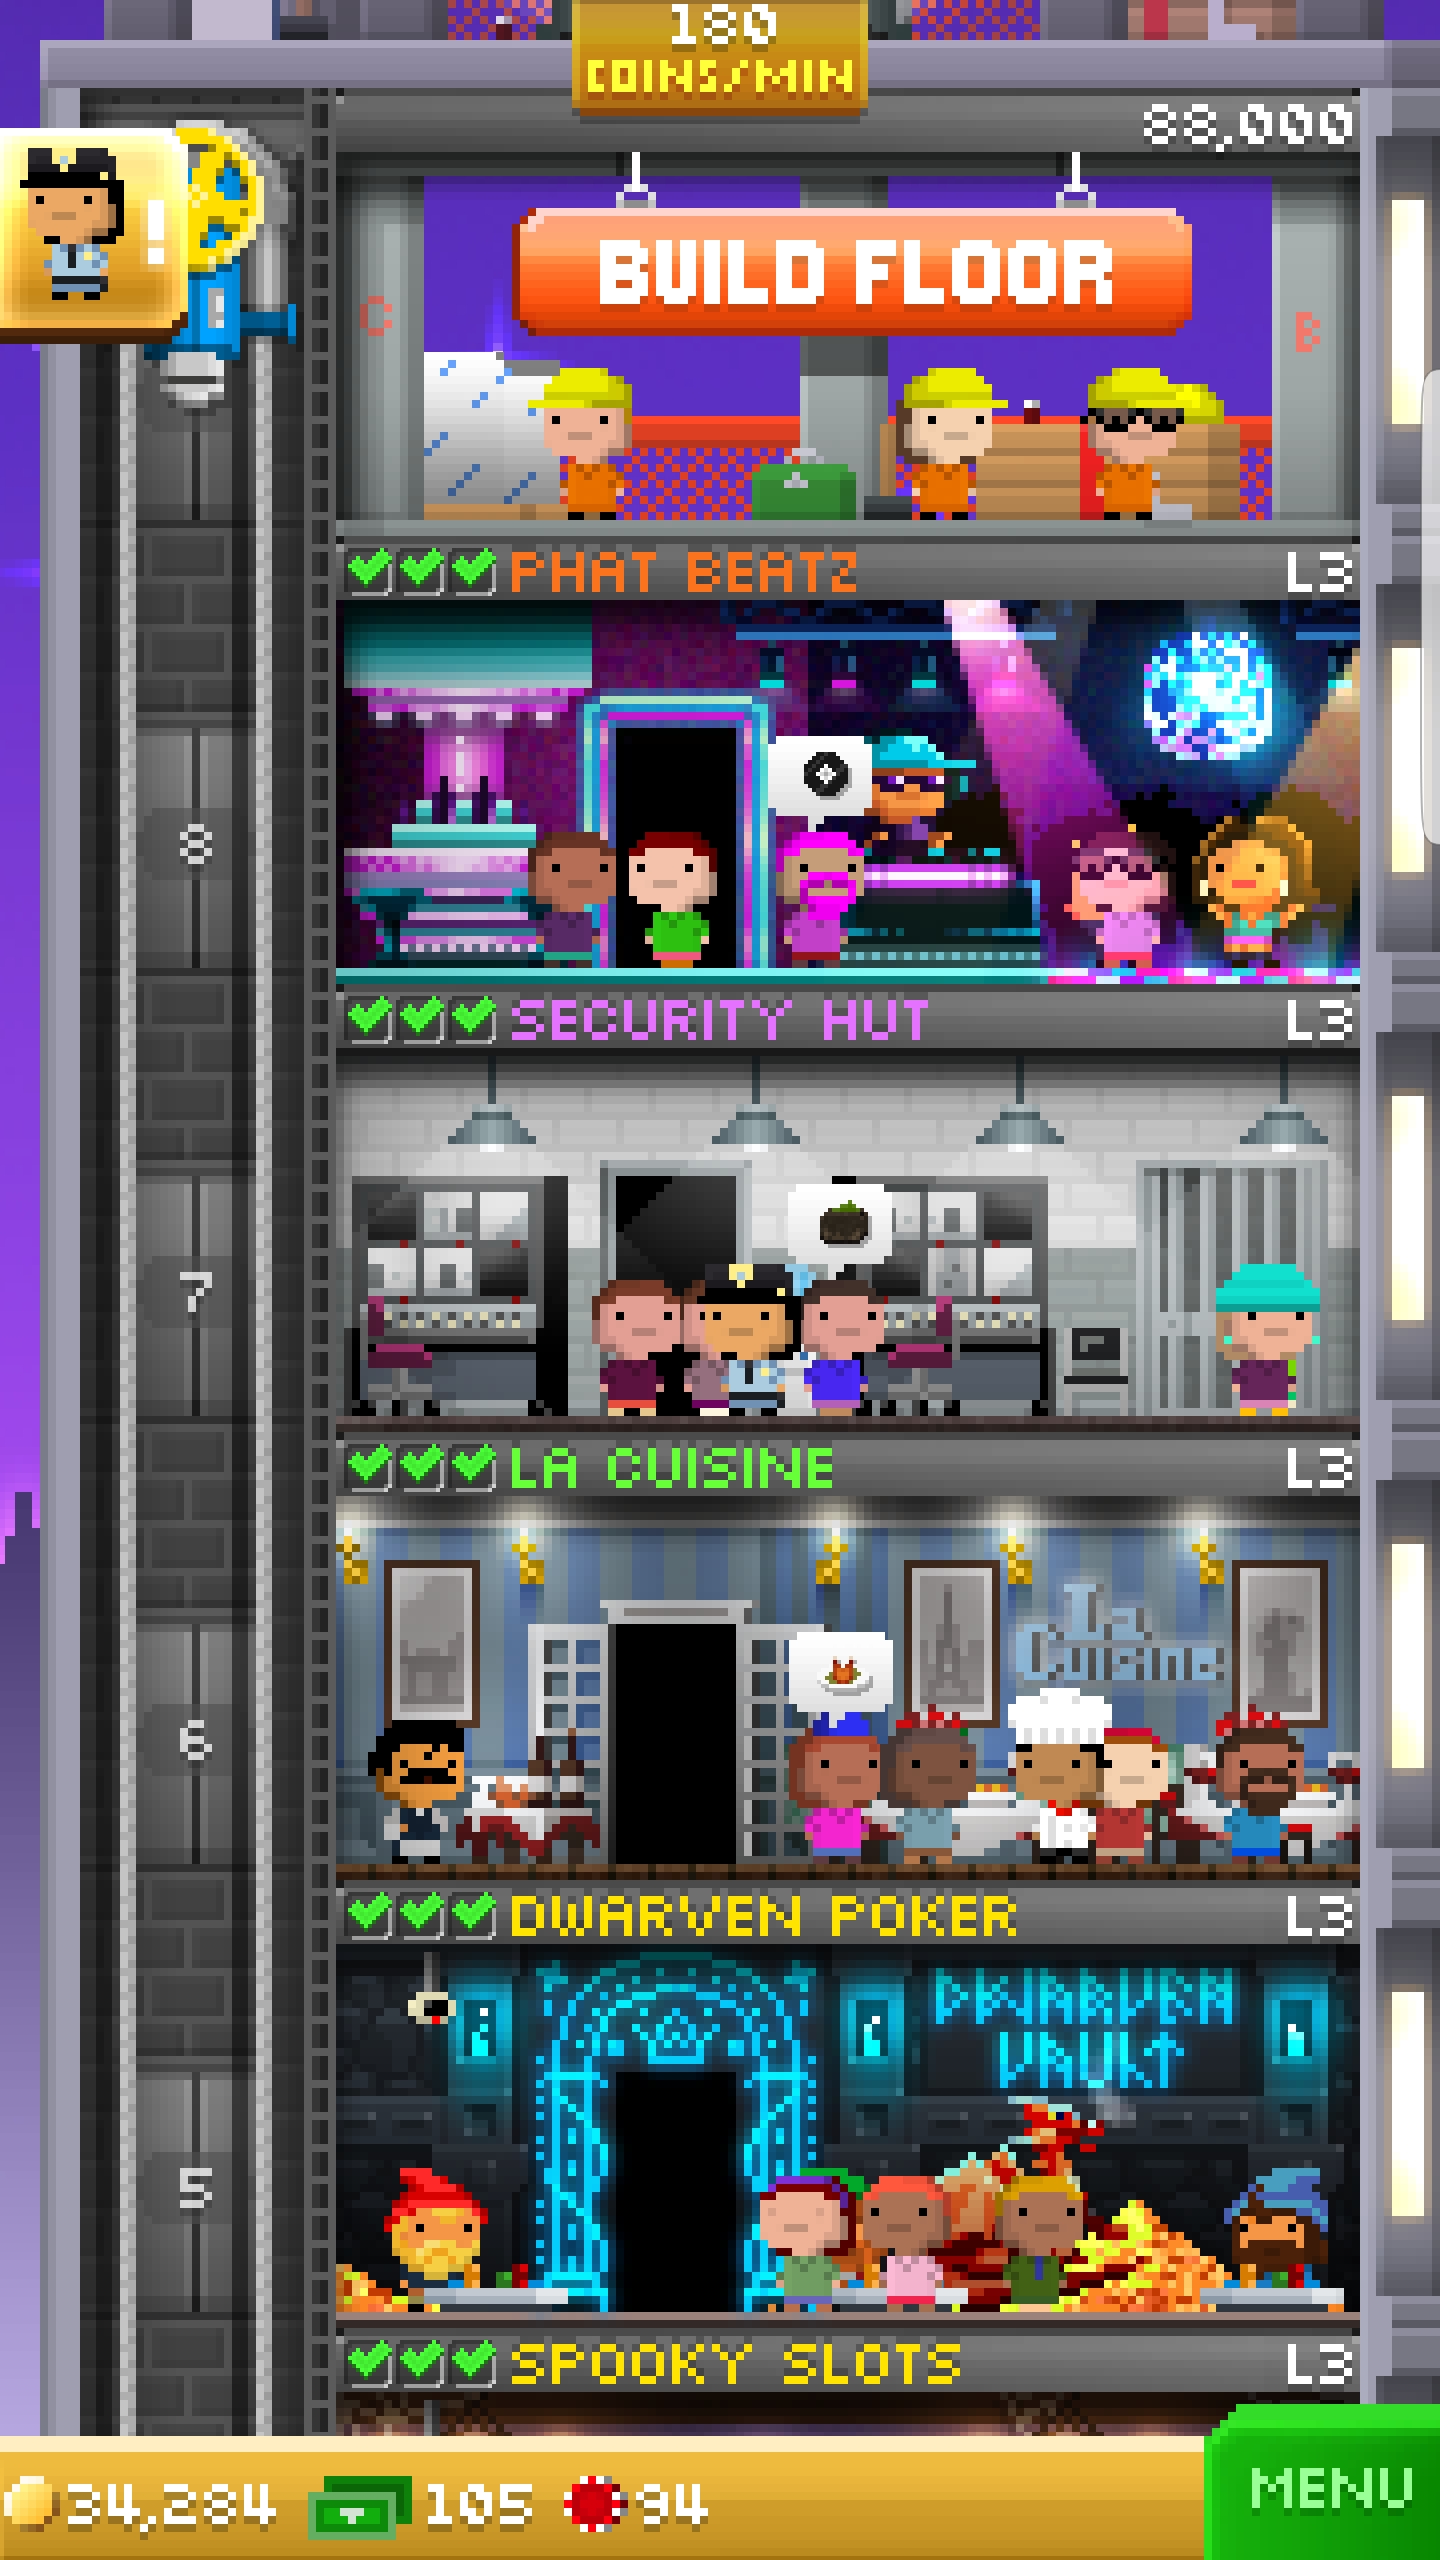 180
COINS/MIN
88,000
!
BUILD FLOOR
C
B
PHAT BEATZ L3
8
SECURITY HUT L3
7
LA CUISINE L3
La
Cuisine
6
DWARVEN POKER L3
DWARVEN
VAULT
5
SPOOKY SLOTS L3
34,284 105 94
MENU